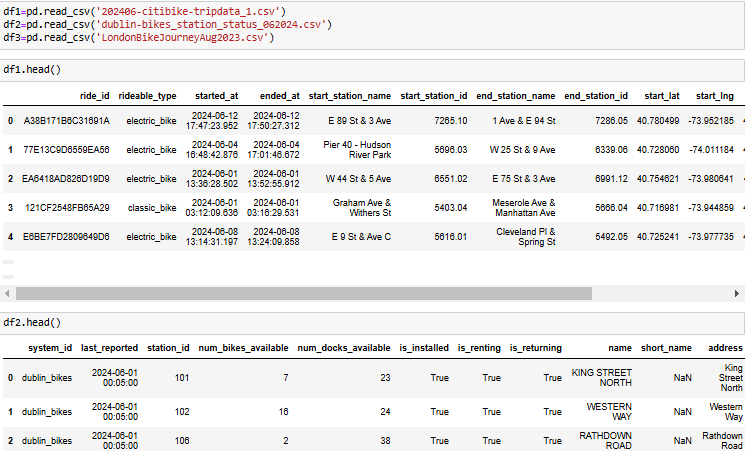 df1=pd.read_csv('202406-citibike-tripdata_1.csv')
df2=pd.read_csv('dublin-bikes_station_status_062024.csv')
df3=pd.read_csv('LondonBikeJourneyAug2023.csv')
df1.head()
ride_id rideable_type started_at ended_at start_station_name start_station_id end_station_name end_station_id start_lat start_lng
0 A38B171B6C31691A electric_bike 2024-06-12 17:47:23.952 2024-06-12 17:50:27.312 E 89 St & 3 Ave 7265.10 1 Ave & E 94 St 7286.05 40.780499 -73.952185
1 77E13C9D6559EA56 electric_bike 2024-06-04 16:48:42.876 2024-06-04 17:01:46.672 Pier 40 - Hudson River Park 5696.03 W 25 St & 9 Ave 6339.06 40.728060 -74.011184
2 EA6418AD826D19D9 electric_bike 2024-06-01 13:36:28.502 2024-06-01 13:52:55.912 W 44 St & 5 Ave 6551.02 E 75 St & 3 Ave 6991.12 40.754621 -73.980641
3 121CF2548FB65A29 classic_bike 2024-06-01 03:12:09.636 2024-06-01 03:16:29.531 Graham Ave & Withers St 5403.04 Meserole Ave & Manhattan Ave 5666.04 40.716981 -73.944859
4 E6BE7FD2809649D6 electric_bike 2024-06-08 13:14:31.197 2024-06-08 13:24:09.858 E 9 St & Ave C 5616.01 Cleveland Pl & Spring St 5492.05 40.725241 -73.977735
df2.head()
system_id last_reported station_id num_bikes_available num_docks_available is_installed is_renting is_returning name short_name address
0 dublin_bikes 2024-06-01 00:05:00 101 7 23 True True True KING STREET NORTH NaN King Street North
1 dublin_bikes 2024-06-01 00:05:00 102 16 24 True True True WESTERN WAY NaN Western Way
2 dublin_bikes 2024-06-01 00:05:00 106 2 38 True True True RATHDOWN ROAD NaN Rathdown Road